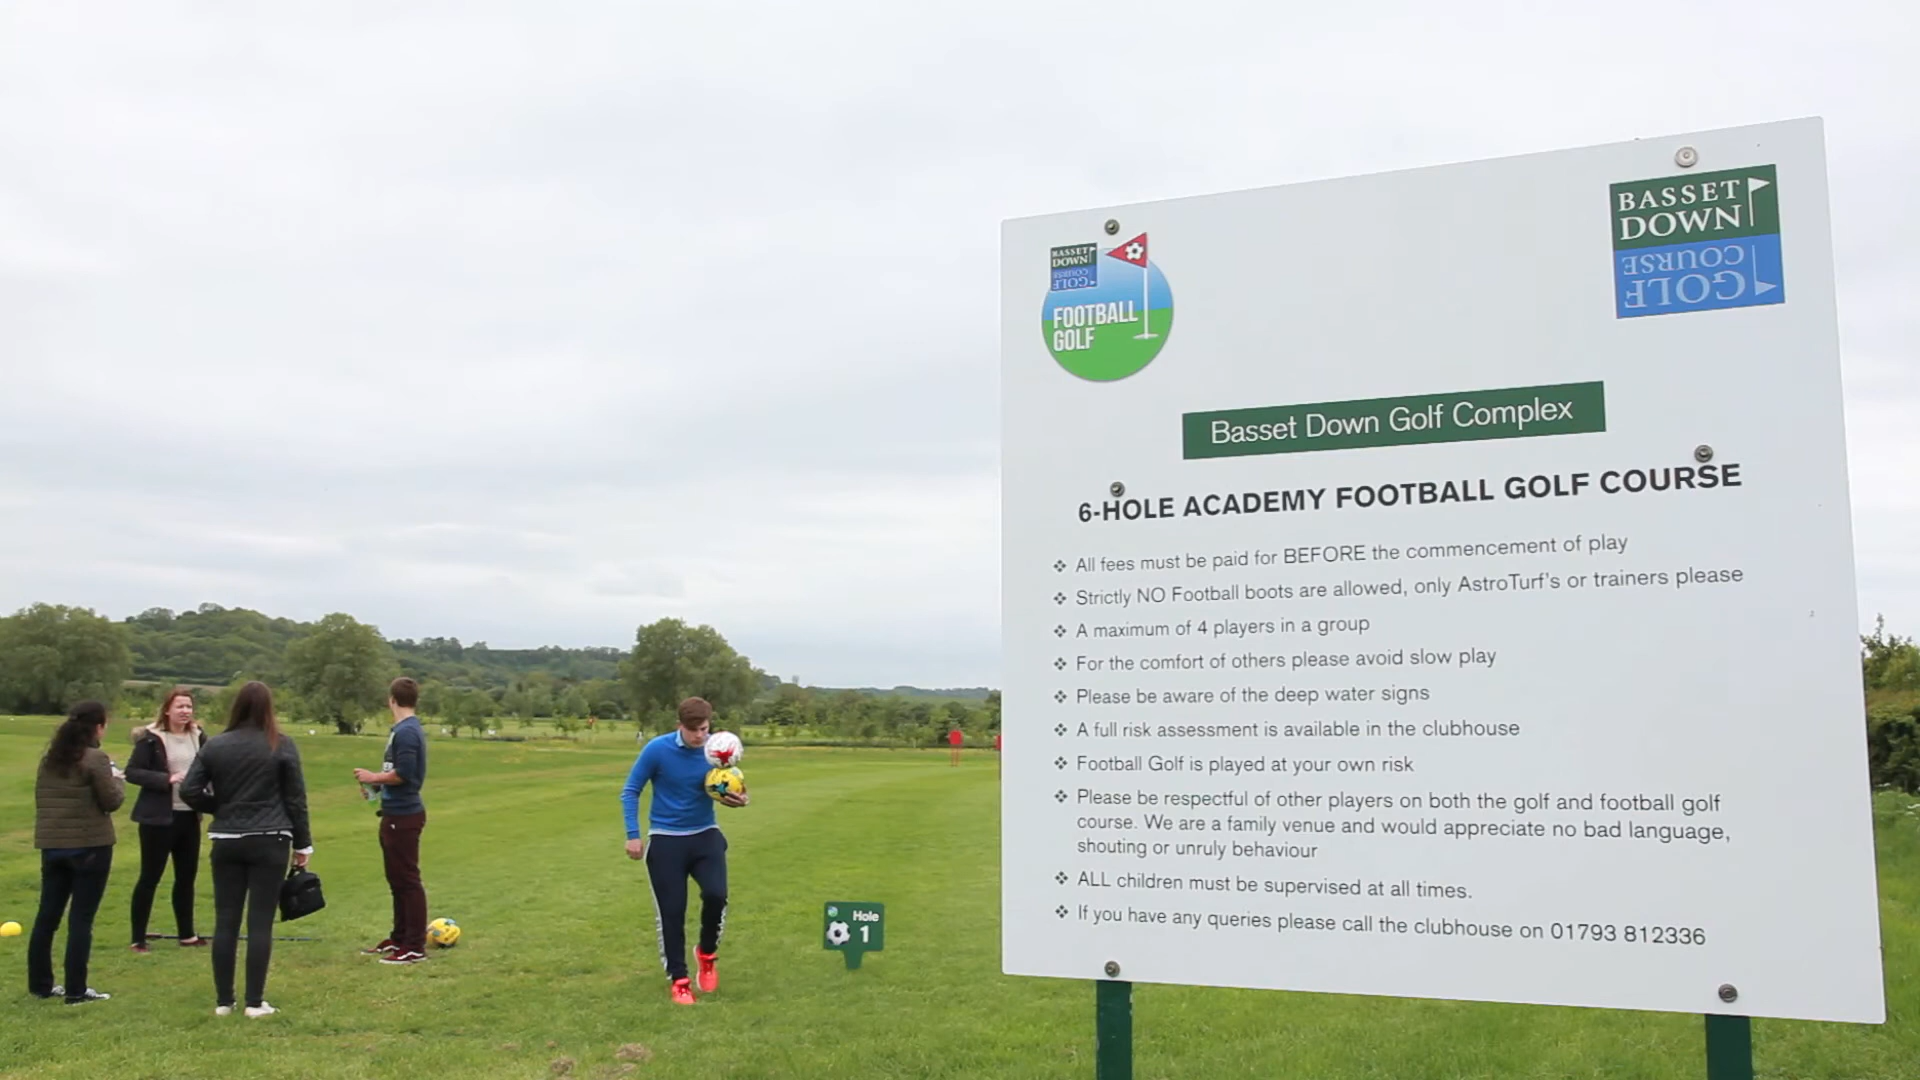 BASSET
DOWN
COURSE
GOLF
FOOTBALL
GOLF
BASSET
DOWN
COURSE
GOLF
Basset Down Golf Complex
6-HOLE ACADEMY FOOTBALL GOLF COURSE
❖ All fees must be paid for BEFORE the commencement of play
❖ Strictly NO Football boots are allowed, only AstroTurf's or trainers please
❖ A maximum of 4 players in a group
❖ For the comfort of others please avoid slow play
❖ Please be aware of the deep water signs
❖ A full risk assessment is available in the clubhouse
❖ Football Golf is played at your own risk
❖ Please be respectful of other players on both the golf and football golf
course. We are a family venue and would appreciate no bad language,
shouting or unruly behaviour
❖ ALL children must be supervised at all times.
❖ If you have any queries please call the clubhouse on 01793 812336
Hole
1